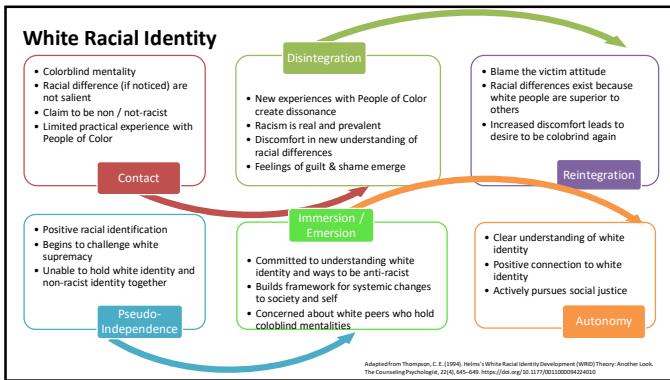 White Racial Identity
• Colorblind mentality
• Racial difference (if noticed) are
not salient
• Claim to be non / not-racist
• Limited practical experience with
People of Color
Contact
Disintegration
• New experiences with People of Color
create dissonance
• Racism is real and prevalent
• Discomfort in new understanding of
racial differences
• Feelings of guilt & shame emerge
• Blame the victim attitude
• Racial differences exist because
white people are superior to
others
• Increased discomfort leads to
desire to be colobrind again
Reintegration
• Positive racial identification
• Begins to challenge white
supremacy
• Unable to hold white identity and
non-racist identity together
Pseudo-
Independence
Immersion /
Emersion
• Committed to understanding white
identity and ways to be anti-racist
• Builds framework for systemic changes
to society and self
• Concerned about white peers who hold
coloblind mentalities
• Clear understanding of white
identity
• Positive connection to white
identity
• Actively pursues social justice
Autonomy
Adapted from Thompson, C. E. (1994). Helms's White Racial Identity Development (WRID) Theory: Another Look.
The Counseling Psychologist, 22(4), 645–649. https://doi.org/10.1177/0011000094224010